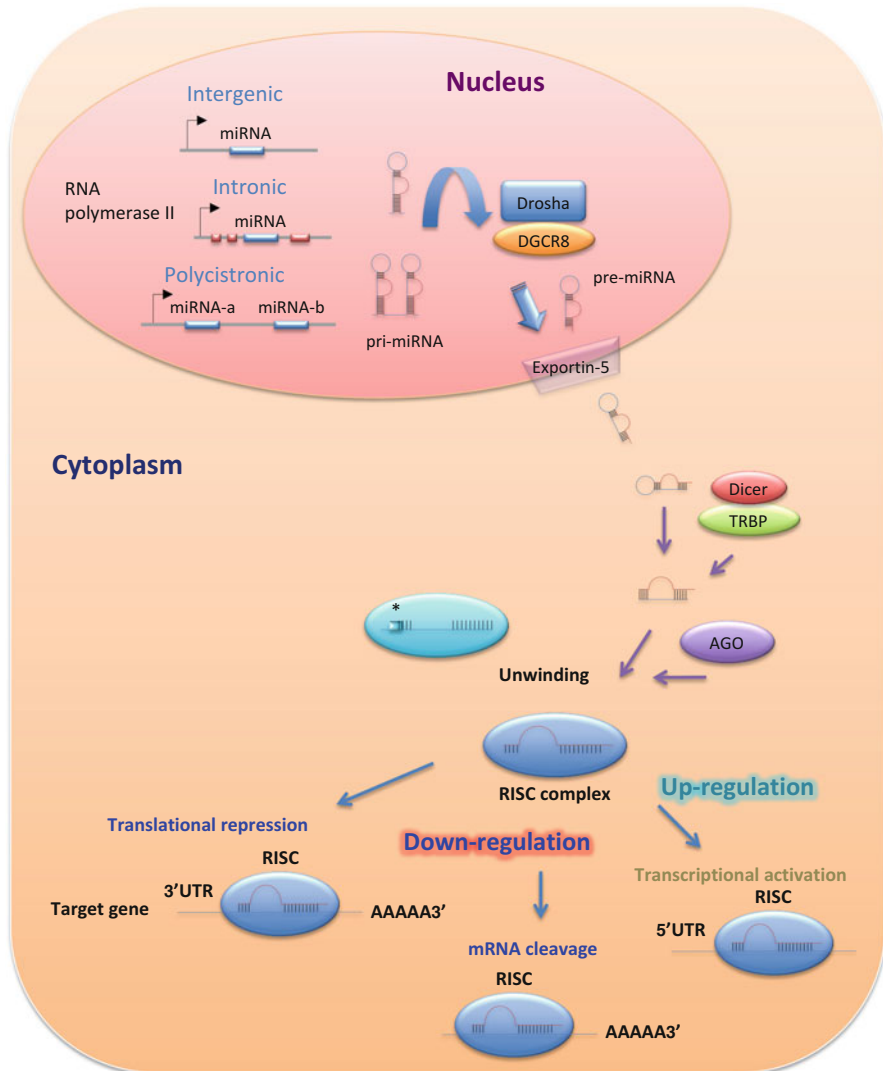 Nucleus
Intergenic
miRNA
RNA
polymerase II
Intronic
miRNA
Polycistronic
miRNA-a miRNA-b
pri-miRNA
Drosha
DGCR8
pre-miRNA
Exportin-5
Cytoplasm
Dicer
TRBP
*
AGO
Unwinding
RISC complex
Up-regulation
Translational repression
Down-regulation
RISC
3’UTR
Target gene
AAAAA3’
Transcriptional activation
RISC
5’UTR
mRNA cleavage
RISC
AAAAA3’